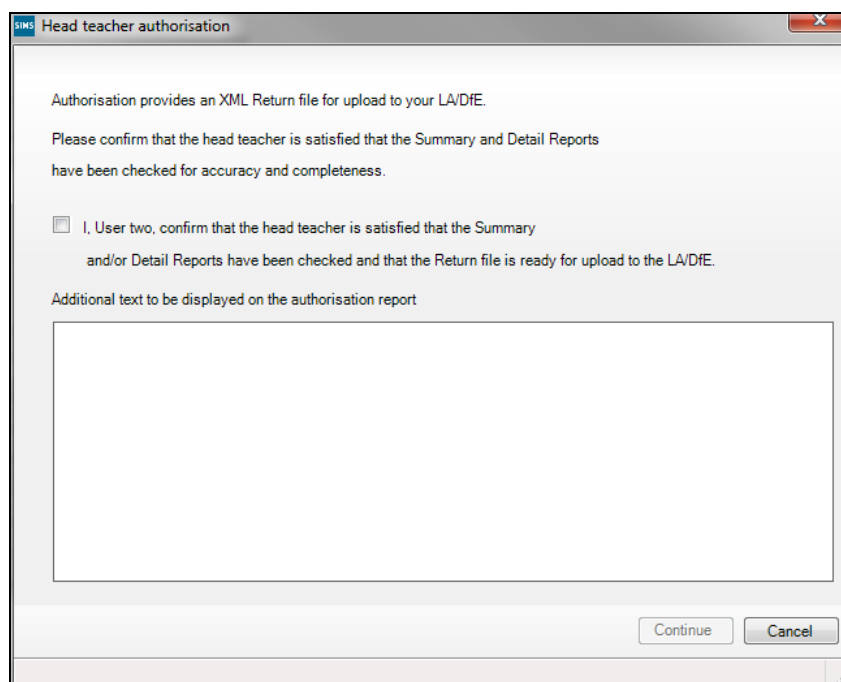 SIMS Head teacher authorisation
Authorisation provides an XML Return file for upload to your LA/DfE.
Please confirm that the head teacher is satisfied that the Summary and Detail Reports
have been checked for accuracy and completeness.
I, User two, confirm that the head teacher is satisfied that the Summary
and/or Detail Reports have been checked and that the Return file is ready for upload to the LA/DfE.
Additional text to be displayed on the authorisation report
Continue Cancel